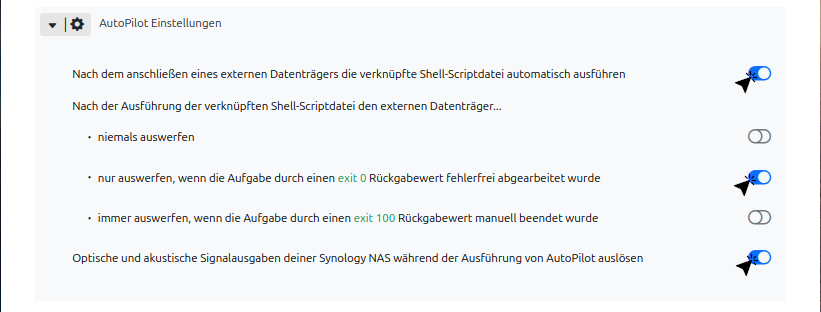 AutoPilot Einstellungen
Nach dem anschließen eines externen Datenträgers die verknüpfte Shell-Scriptdatei automatisch ausführen
Nach der Ausführung der verknüpften Shell-Scriptdatei den externen Datenträger...
• niemals auswerfen
• nur auswerfen, wenn die Aufgabe durch einen exit 0 Rückgabewert fehlerfrei abgearbeitet wurde
• immer auswerfen, wenn die Aufgabe durch einen exit 100 Rückgabewert manuell beendet wurde
Optische und akustische Signalausgaben deiner Synology NAS während der Ausführung von AutoPilot auslösen